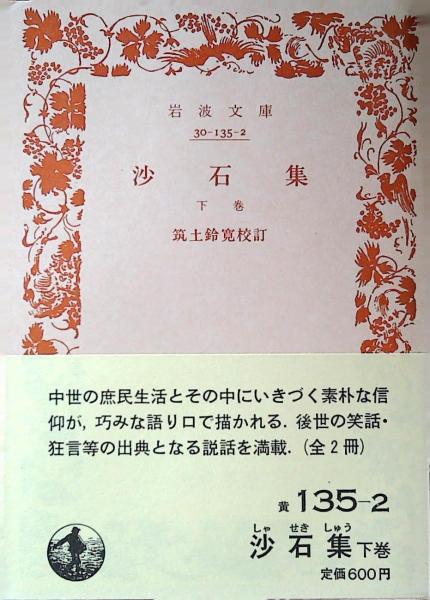 岩波文庫
30-135-2
沙石集
下巻
筑土鈴寛校訂
中世の庶民生活とその中にいきづく素朴な信
仰が，巧みな語り口で描かれる．後世の笑話・
狂言等の出典となる説話を満載．(全2冊)
黄 135-2
しゃ せき しゅう
沙石集下巻
定価600円